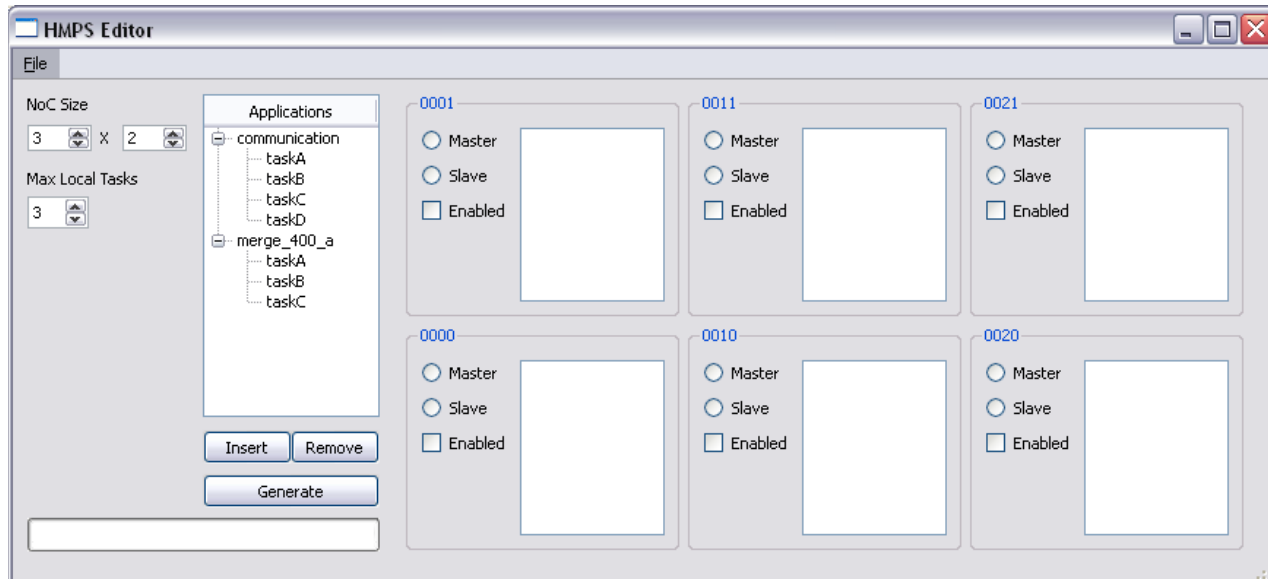 HMPS Editor
File
NoC Size
3 X 2
Max Local Tasks
3
Applications
communication
taskA
taskB
taskC
taskD
merge_400_a
taskA
taskB
taskC
Insert Remove
Generate
0001
Master
Slave
Enabled
0011
Master
Slave
Enabled
0021
Master
Slave
Enabled
0000
Master
Slave
Enabled
0010
Master
Slave
Enabled
0020
Master
Slave
Enabled